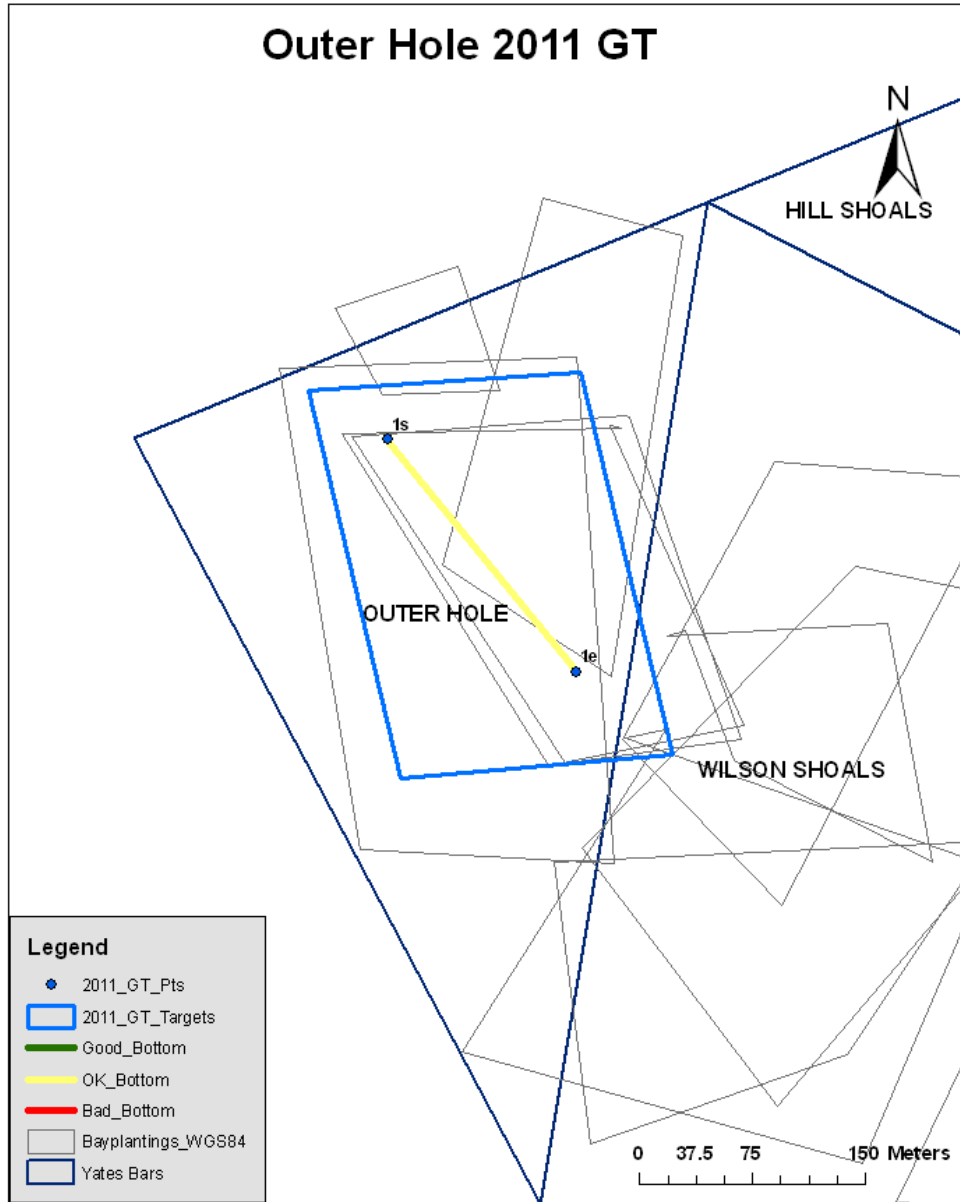 Outer Hole 2011 GT
N
HILL SHOALS
1s
OUTER HOLE
1e
WILSON SHOALS
Legend
2011_GT_Pts
2011_GT_Targets
Good_Bottom
OK_Bottom
Bad_Bottom
Bayplantings_WGS84
Yates Bars
0 37.5 75 150 Meters